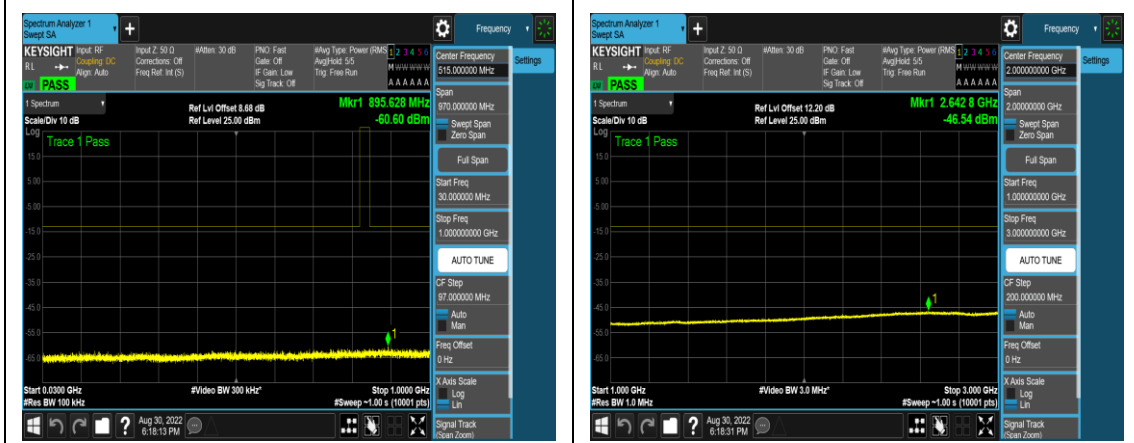 Spectrum Analyzer 1
Swept SA
Frequency
KEYSIGHT
RL
Input: RF
Coupling: DC
Align: Auto
Input Z: 50 Ω
Corrections: Off
Freq Ref: Int (S)
#Atten: 30 dB
PNO: Fast
Gate: Off
IF Gain: Low
Sig Track: Off
#Avg Type: Power (RMS
Avg|Hold: 5/5
Trig: Free Run
1 2 3 4 5 6
M W W W W W
A A A A A A
PASS
Center Frequency
515.000000 MHz
Settings
1 Spectrum
Scale/Div 10 dB
Ref Lvl Offset 8.68 dB
Ref Level 25.00 dBm
Mkr1 895.628 MHz
-60.60 dBm
Span
970.000000 MHz
Swept Span
Zero Span
Log
Trace 1 Pass
15.0
5.00
-5.00
-15.0
-25.0
-35.0
-45.0
-55.0
-65.0
1
Full Span
Start Freq
30.000000 MHz
Stop Freq
1.000000000 GHz
AUTO TUNE
CF Step
97.000000 MHz
Auto
Man
Freq Offset
0 Hz
X Axis Scale
Log
Lin
Signal Track
(Span Zoom)
Start 0.0300 GHz
#Res BW 100 kHz
#Video BW 300 kHz*
Stop 1.0000 GHz
#Sweep ~1.00 s (10001 pts)
?
Aug 30, 2022
6:18:13 PM
Spectrum Analyzer 1
Swept SA
Frequency
KEYSIGHT
RL
Input: RF
Coupling: DC
Align: Auto
Input Z: 50 Ω
Corrections: Off
Freq Ref: Int (S)
#Atten: 30 dB
PNO: Fast
Gate: Off
IF Gain: Low
Sig Track: Off
#Avg Type: Power (RMS
Avg|Hold: 5/5
Trig: Free Run
1 2 3 4 5 6
M W W W W W
A A A A A A
PASS
Center Frequency
2.000000000 GHz
Settings
1 Spectrum
Scale/Div 10 dB
Ref Lvl Offset 12.20 dB
Ref Level 25.00 dBm
Mkr1 2.642 8 GHz
-46.54 dBm
Span
2.00000000 GHz
Swept Span
Zero Span
Log
Trace 1 Pass
15.0
5.00
-5.00
-15.0
-25.0
-35.0
-45.0
-55.0
-65.0
1
Full Span
Start Freq
1.000000000 GHz
Stop Freq
3.000000000 GHz
AUTO TUNE
CF Step
200.000000 MHz
Auto
Man
Freq Offset
0 Hz
X Axis Scale
Log
Lin
Signal Track
(Span Zoom)
Start 1.000 GHz
#Res BW 1.0 MHz
#Video BW 3.0 MHz*
Stop 3.000 GHz
#Sweep ~1.00 s (10001 pts)
?
Aug 30, 2022
6:18:31 PM